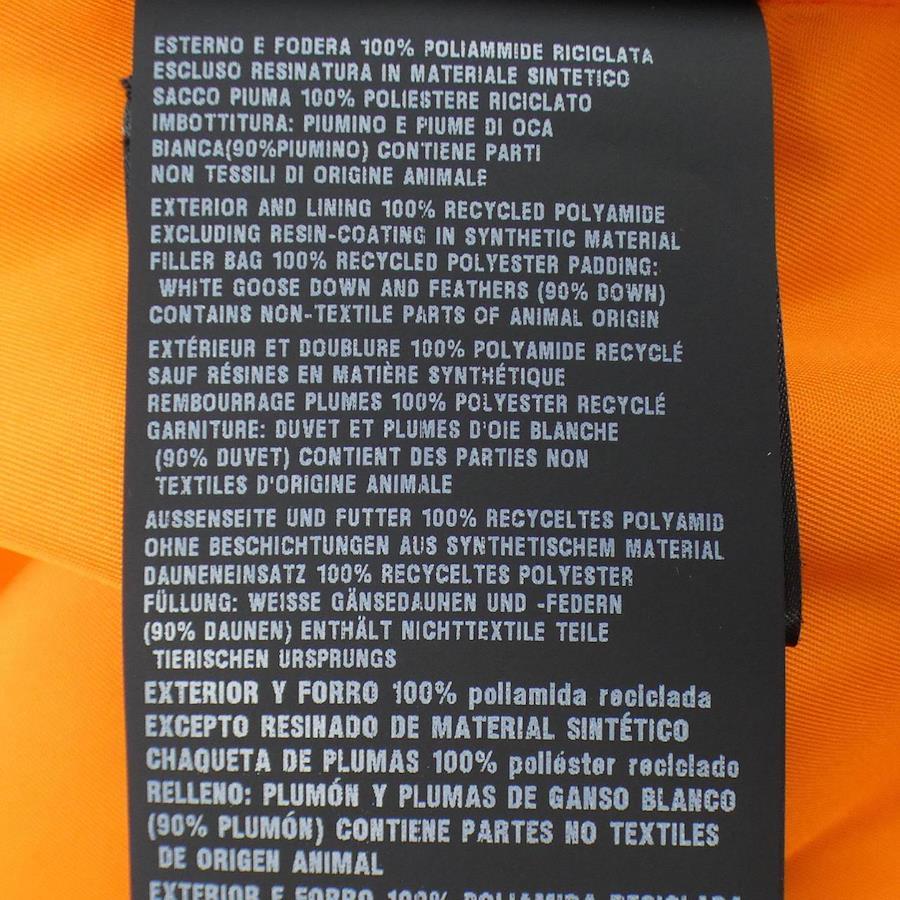 ESTERNO E FODERA 100% POLIAMMIDE RICICLATA
ESCLUSO RESINATURA IN MATERIALE SINTETICO
SACCO PIUMA 100% POLIESTERE RICICLATO
IMBOTTITURA: PIUMINO E PIUME DI OCA
BIANCA(90%PIUMINO) CONTIENE PARTI
NON TESSILI DI ORIGINE ANIMALE
EXTERIOR AND LINING 100% RECYCLED POLYAMIDE
EXCLUDING RESIN-COATING IN SYNTHETIC MATERIAL
FILLER BAG 100% RECYCLED POLYESTER PADDING:
WHITE GOOSE DOWN AND FEATHERS (90% DOWN)
CONTAINS NON-TEXTILE PARTS OF ANIMAL ORIGIN
EXTÉRIEUR ET DOUBLURE 100% POLYAMIDE RECYCLÉ
SAUF RÉSINES EN MATIÈRE SYNTHÉTIQUE
REMBOURRAGE PLUMES 100% POLYESTER RECYCLÉ
GARNITURE: DUVET ET PLUMES D'OIE BLANCHE
(90% DUVET) CONTIENT DES PARTIES NON
TEXTILES D'ORIGINE ANIMALE
AUSSENSEITE UND FUTTER 100% RECYCELTES POLYAMID
OHNE BESCHICHTUNGEN AUS SYNTHETISCHEM MATERIAL
DAUNENEINSATZ 100% RECYCELTES POLYESTER
FÜLLUNG: WEISSE GÄNSEDAUNEN UND -FEDERN
(90% DAUNEN) ENTHÄLT NICHTTEXTILE TEILE
TIERISCHEN URSPRUNGS
EXTERIOR Y FORRO 100% poliamida reciclada
EXCEPTO RESINADO DE MATERIAL SINTÉTICO
CHAQUETA DE PLUMAS 100% poliéster reciclado
RELLENO: PLUMÓN Y PLUMAS DE GANSO BLANCO
(90% PLUMÓN) CONTIENE PARTES NO TEXTILES
DE ORIGEN ANIMAL
EXTERIOR E FORRO 100% POLIAMIDA RECICLADA